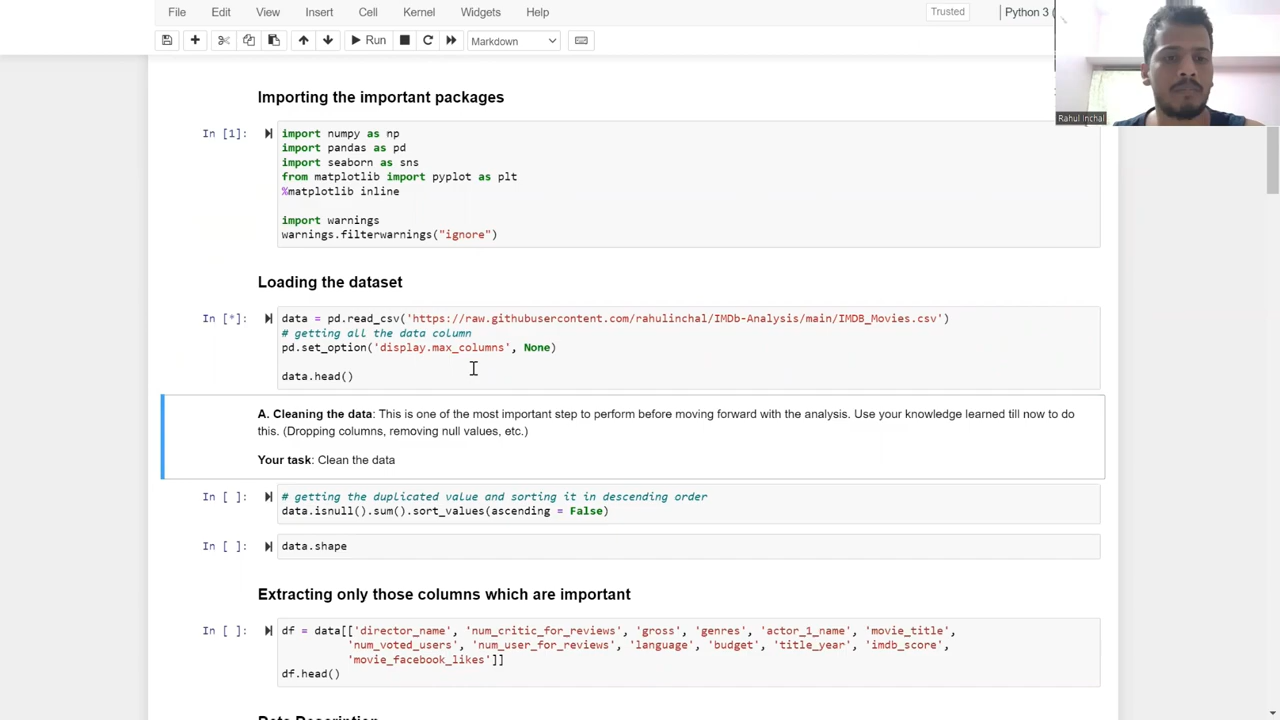 File Edit View Insert Cell Kernel Widgets Help Trusted Python 3 (
Run Markdown
Rahul Inchal
Importing the important packages
In [1]: import numpy as np
import pandas as pd
import seaborn as sns
from matplotlib import pyplot as plt
%matplotlib inline
import warnings
warnings.filterwarnings("ignore")
Loading the dataset
In [*]: data = pd.read_csv('https://raw.githubusercontent.com/rahulinchal/IMDb-Analysis/main/IMDB_Movies.csv')
# getting all the data column
pd.set_option('display.max_columns', None)
data.head()
A. Cleaning the data: This is one of the most important step to perform before moving forward with the analysis. Use your knowledge learned till now to do
this. (Dropping columns, removing null values, etc.)
Your task: Clean the data
In [ ]: # getting the duplicated value and sorting it in descending order
data.isnull().sum().sort_values(ascending = False)
In [ ]: data.shape
Extracting only those columns which are important
In [ ]: df = data[['director_name', 'num_critic_for_reviews', 'gross', 'genres', 'actor_1_name', 'movie_title',
'num_voted_users', 'num_user_for_reviews', 'language', 'budget', 'title_year', 'imdb_score',
'movie_facebook_likes']]
df.head()
Data Description